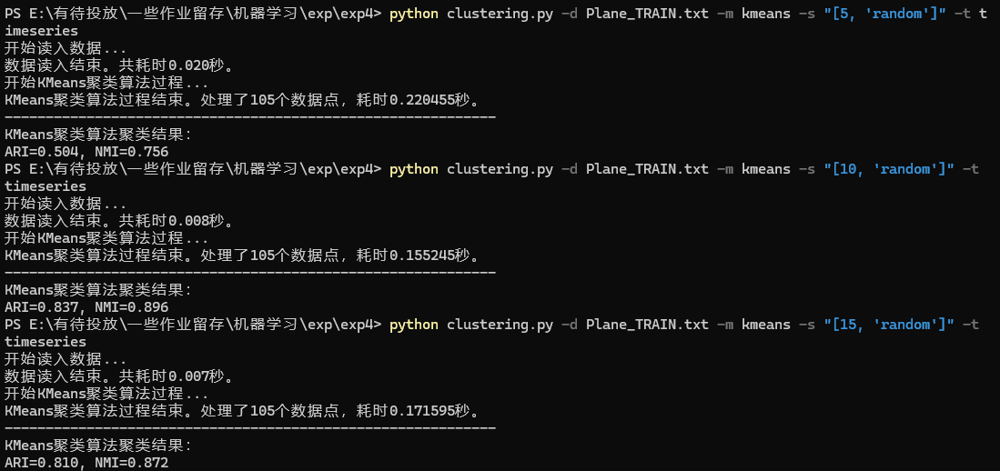 PS E:\有待投放\一些作业留存\机器学习\exp\exp4> python clustering.py -d Plane_TRAIN.txt -m kmeans -s "[5, 'random']" -t t
imeseries
开始读入数据...
数据读入结束。共耗时0.020秒。
开始KMeans聚类算法过程...
KMeans聚类算法过程结束。处理了105个数据点，耗时0.220455秒。
------------------------------------------------------------
KMeans聚类算法聚类结果：
ARI=0.504, NMI=0.756
PS E:\有待投放\一些作业留存\机器学习\exp\exp4> python clustering.py -d Plane_TRAIN.txt -m kmeans -s "[10, 'random']" -t
timeseries
开始读入数据...
数据读入结束。共耗时0.008秒。
开始KMeans聚类算法过程...
KMeans聚类算法过程结束。处理了105个数据点，耗时0.155245秒。
------------------------------------------------------------
KMeans聚类算法聚类结果：
ARI=0.837, NMI=0.896
PS E:\有待投放\一些作业留存\机器学习\exp\exp4> python clustering.py -d Plane_TRAIN.txt -m kmeans -s "[15, 'random']" -t
timeseries
开始读入数据...
数据读入结束。共耗时0.007秒。
开始KMeans聚类算法过程...
KMeans聚类算法过程结束。处理了105个数据点，耗时0.171595秒。
------------------------------------------------------------
KMeans聚类算法聚类结果：
ARI=0.810, NMI=0.872